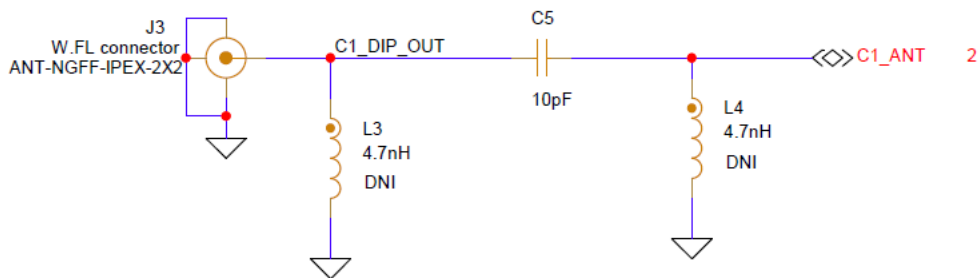 J3
W.FL connector
ANT-NGFF-IPEX-2X2
C1_DIP_OUT
C5
10pF
C1_ANT 2
L3
4.7nH
DNI
L4
4.7nH
DNI